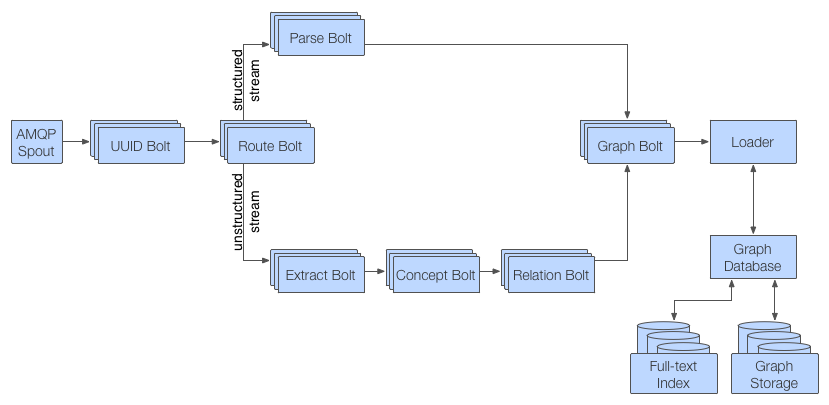 Parse Bolt
structured
stream
AMQP
Spout
UUID Bolt
Route Bolt
Graph Bolt
Loader
unstructured
stream
Extract Bolt
Concept Bolt
Relation Bolt
Graph
Database
Full-text
Index
Graph
Storage